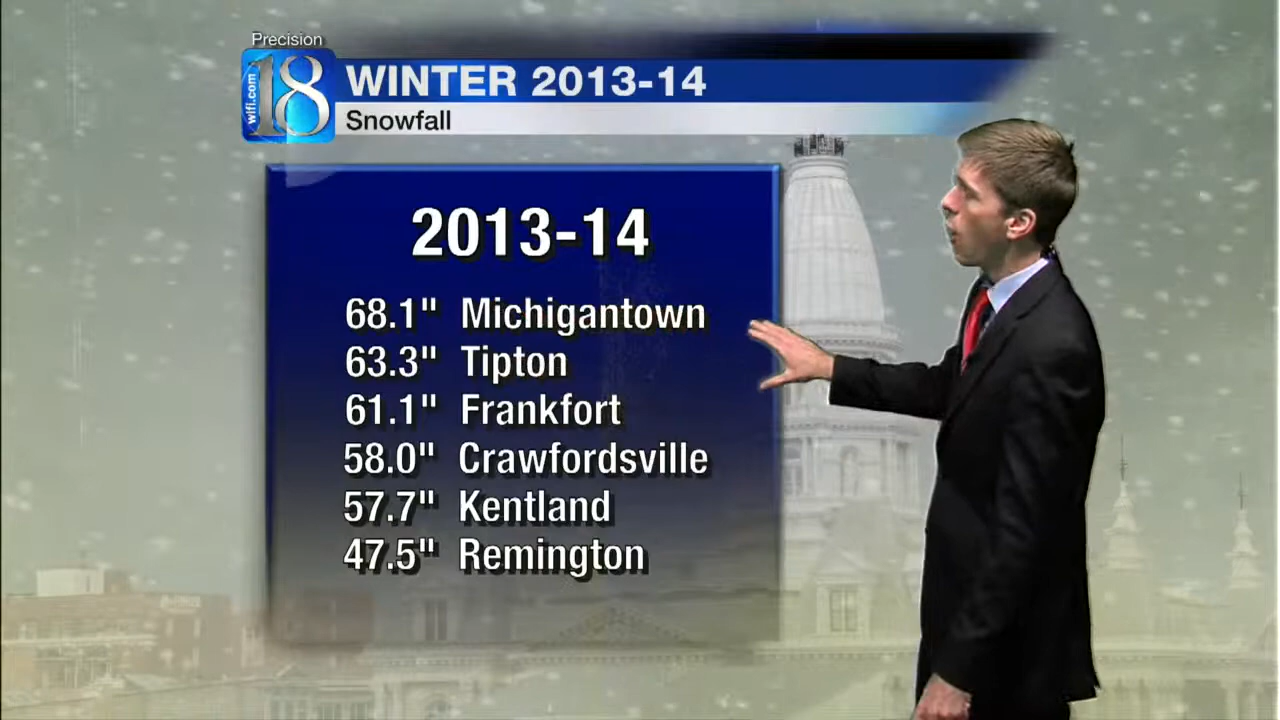 Precision
wlfi.com
18
WINTER 2013-14
Snowfall
2013-14
68.1" Michigantown
63.3" Tipton
61.1" Frankfort
58.0" Crawfordsville
57.7" Kentland
47.5" Remington